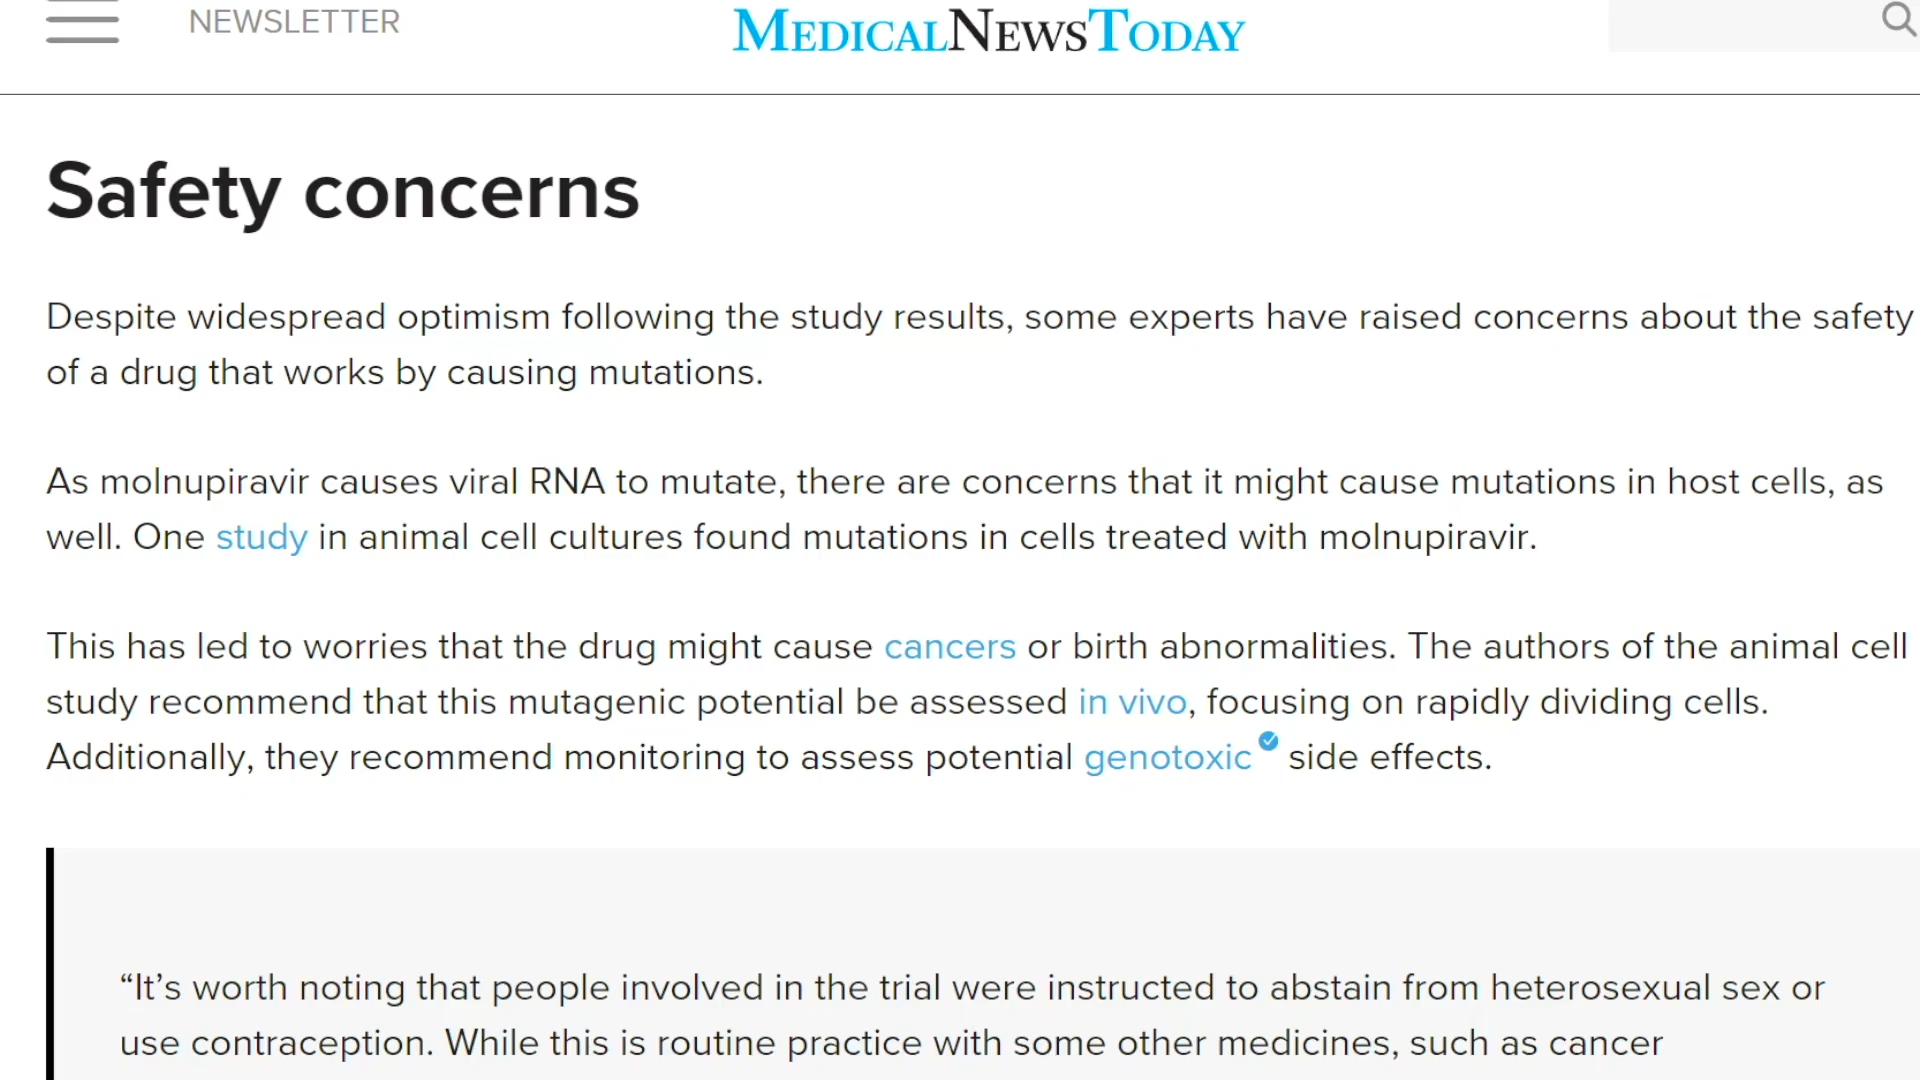 NEWSLETTER
MEDICALNEWSTODAY
Safety concerns
Despite widespread optimism following the study results, some experts have raised concerns about the safety
of a drug that works by causing mutations.
As molnupiravir causes viral RNA to mutate, there are concerns that it might cause mutations in host cells, as
well. One study in animal cell cultures found mutations in cells treated with molnupiravir.
This has led to worries that the drug might cause cancers or birth abnormalities. The authors of the animal cell
study recommend that this mutagenic potential be assessed in vivo, focusing on rapidly dividing cells.
Additionally, they recommend monitoring to assess potential genotoxic side effects.
“It’s worth noting that people involved in the trial were instructed to abstain from heterosexual sex or
use contraception. While this is routine practice with some other medicines, such as cancer